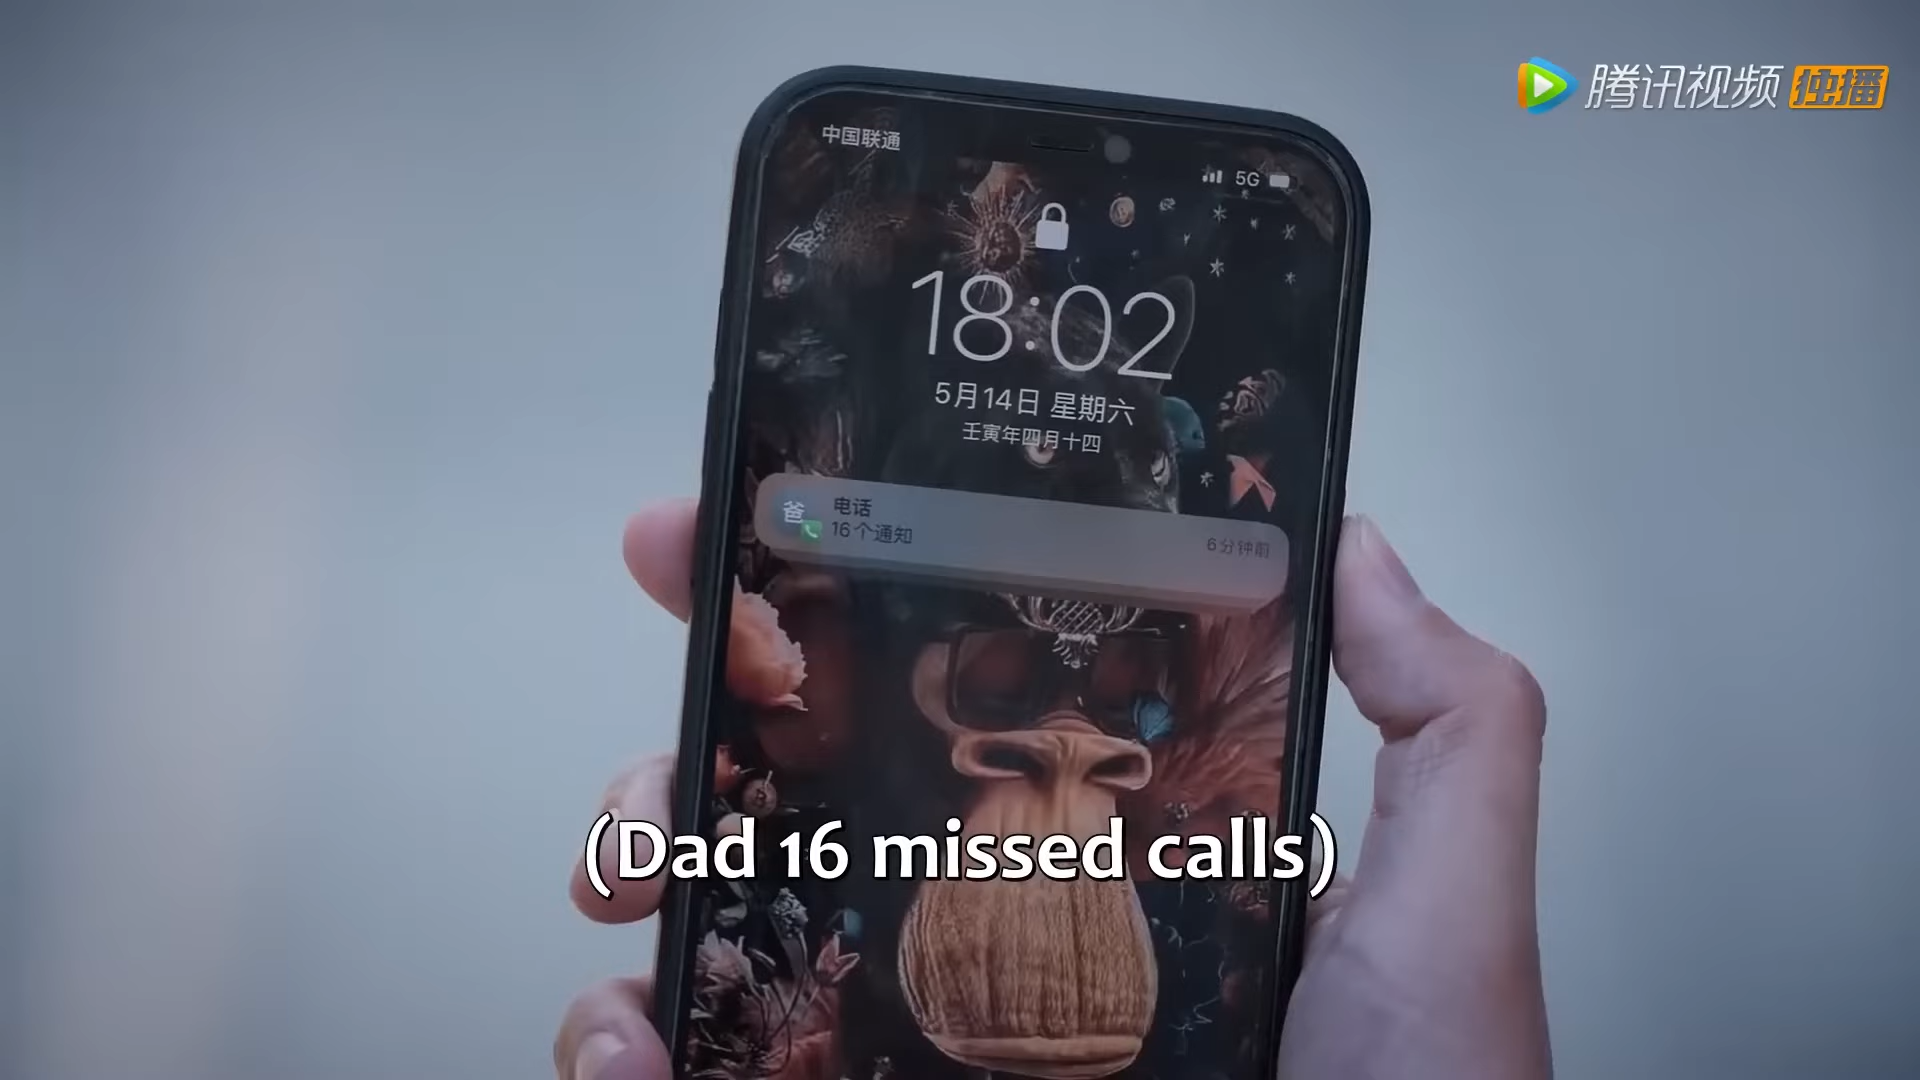 腾讯视频 独播
中国联通
5G
18:02
5月14日 星期六
壬寅年四月十四
爸
电话
16个通知
6分钟前
(Dad 16 missed calls)